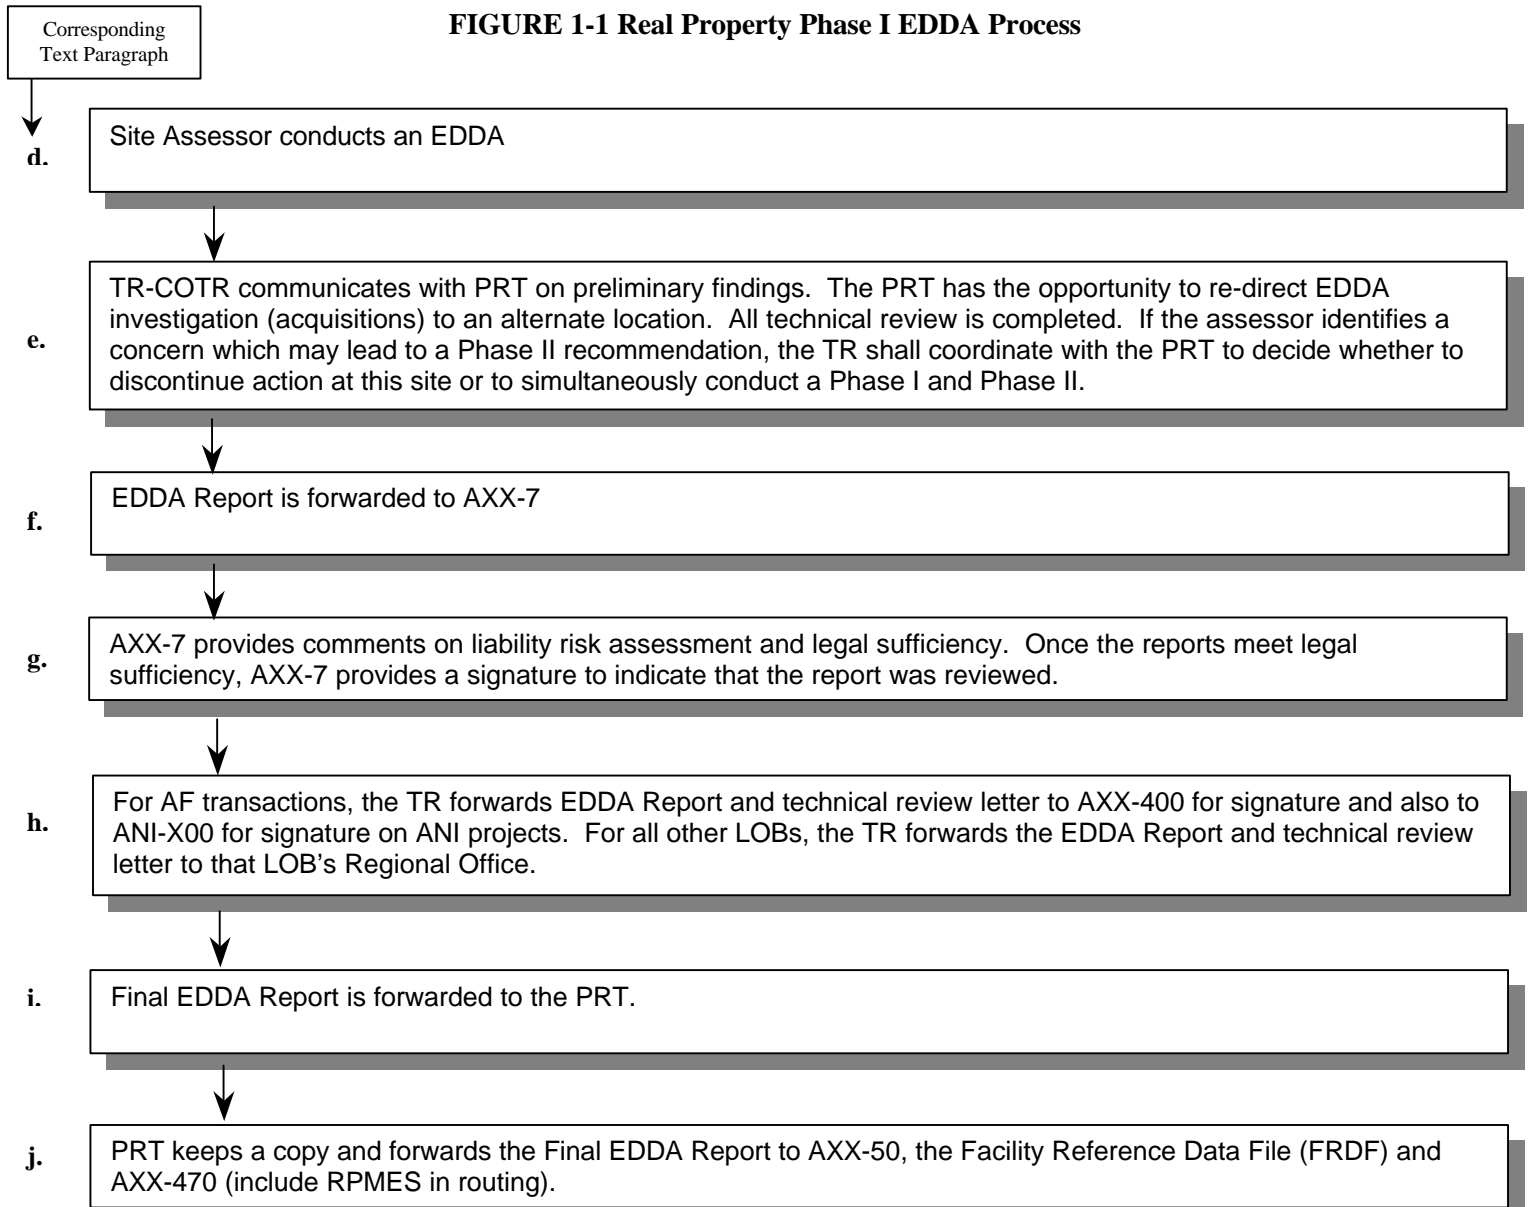 FIGURE 1-1 Real Property Phase I EDDA Process
Corresponding
Text Paragraph
d.
Site Assessor conducts an EDDA
e.
TR-COTR communicates with PRT on preliminary findings. The PRT has the opportunity to re-direct EDDA
investigation (acquisitions) to an alternate location. All technical review is completed. If the assessor identifies a
concern which may lead to a Phase II recommendation, the TR shall coordinate with the PRT to decide whether to
discontinue action at this site or to simultaneously conduct a Phase I and Phase II.
f.
EDDA Report is forwarded to AXX-7
g.
AXX-7 provides comments on liability risk assessment and legal sufficiency. Once the reports meet legal
sufficiency, AXX-7 provides a signature to indicate that the report was reviewed.
h.
For AF transactions, the TR forwards EDDA Report and technical review letter to AXX-400 for signature and also to
ANI-X00 for signature on ANI projects. For all other LOBs, the TR forwards the EDDA Report and technical review
letter to that LOB's Regional Office.
i.
Final EDDA Report is forwarded to the PRT.
j.
PRT keeps a copy and forwards the Final EDDA Report to AXX-50, the Facility Reference Data File (FRDF) and
AXX-470 (include RPMES in routing).